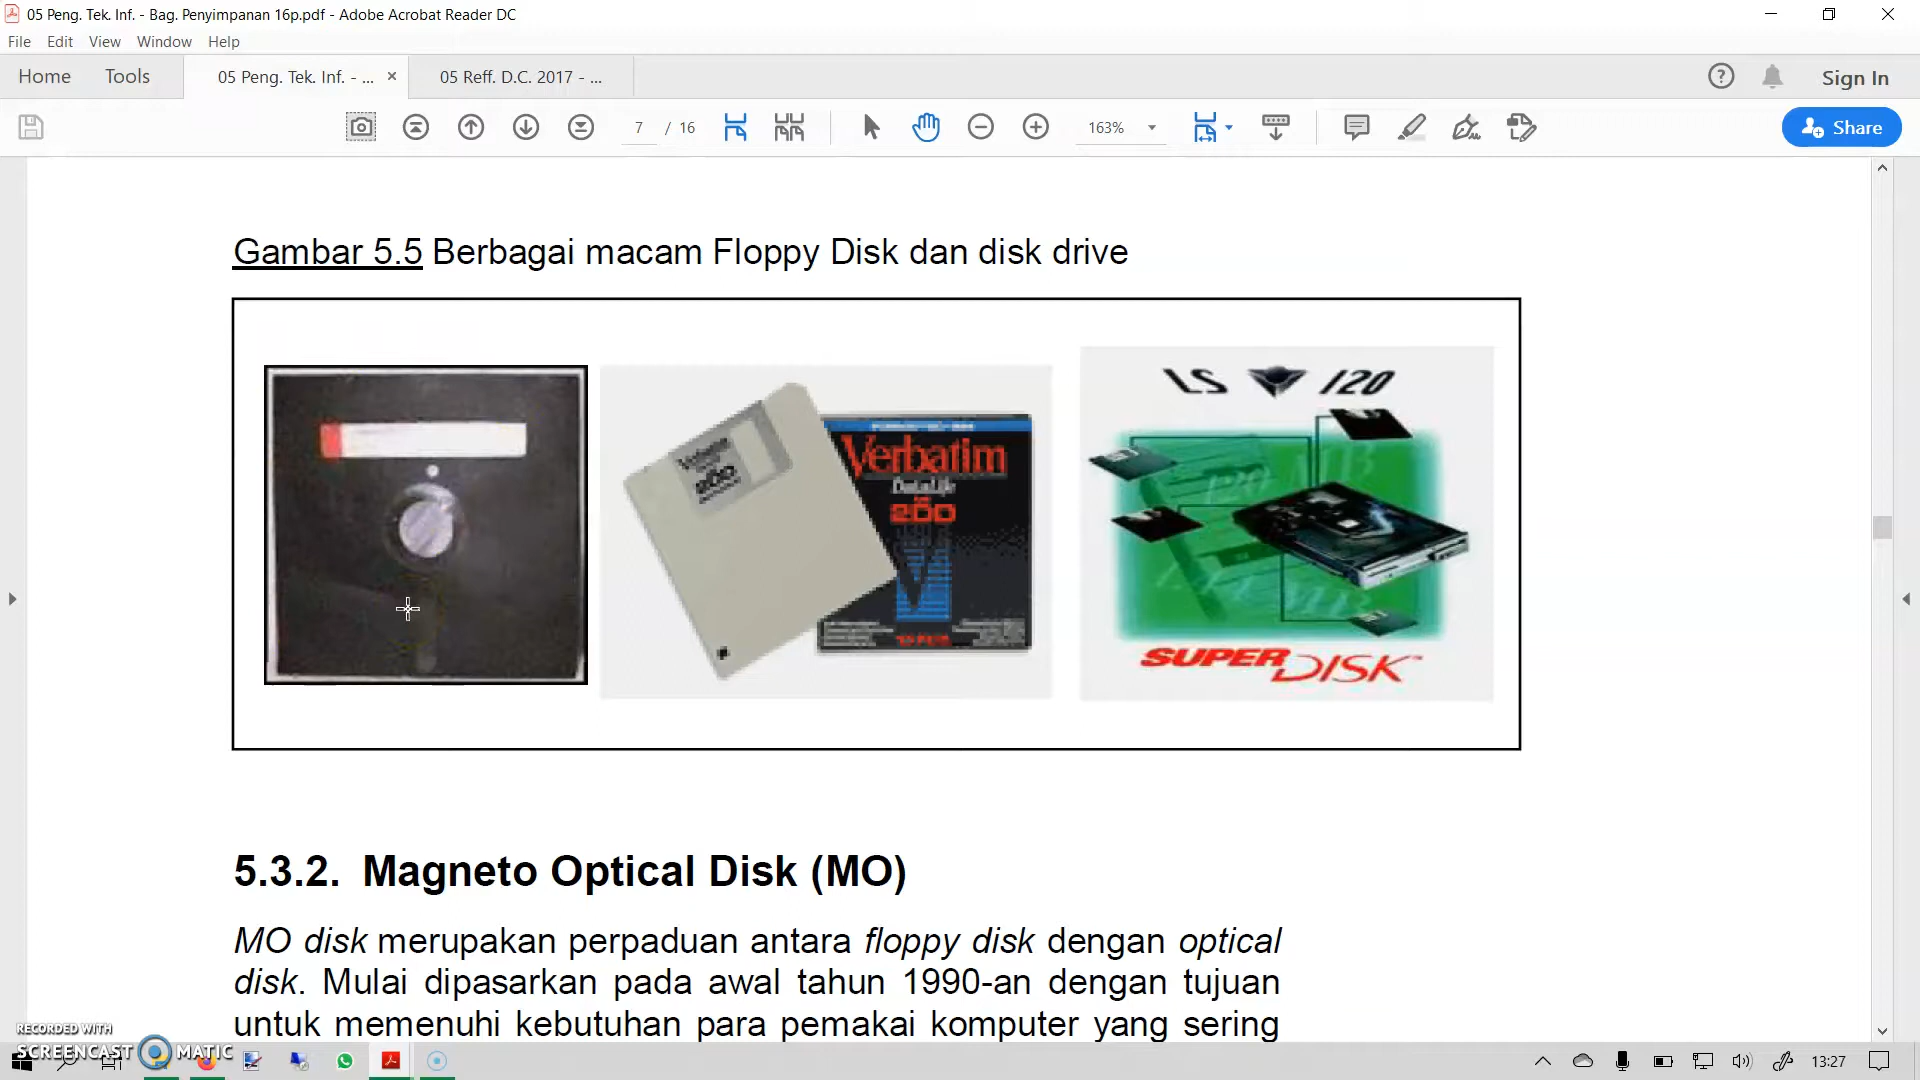 05 Peng. Tek. Inf. - Bag. Penyimpanan 16p.pdf - Adobe Acrobat Reader DC
File Edit View Window Help
Home Tools 05 Peng. Tek. Inf. - ... × 05 Reff. D.C. 2017 - ... Sign In
7 / 16 163% Share
Gambar 5.5 Berbagai macam Floppy Disk dan disk drive
LS 120
Verbatim
DataLife
200
Verbatim
200
SUPERDISK™
5.3.2. Magneto Optical Disk (MO)
MO disk merupakan perpaduan antara floppy disk dengan optical
disk. Mulai dipasarkan pada awal tahun 1990-an dengan tujuan
untuk memenuhi kebutuhan para pemakai komputer yang sering
RECORDED WITH
SCREENCAST MATIC
13:27